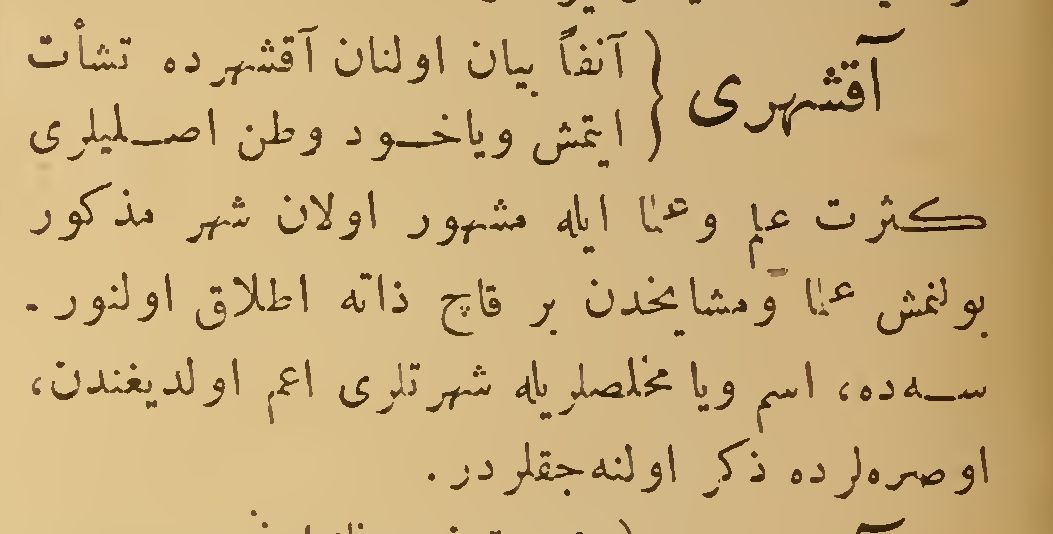 آقشهری { آنفاً بیان اولنان آقشهرده نشأت
ایتمش ویاخود وطن اصلیلری
کثرت علم وعلما ایله مشهور اولان شهر مذکور
بولنمش علما ومشایخدن بر قاچ ذاته اطلاق اولنور.
سه‌ده، اسم ویا مخلصلریله شهرتلری اعم اولدیغندن،
اوصره‌لرده ذکر اولنه‌جقلردر.